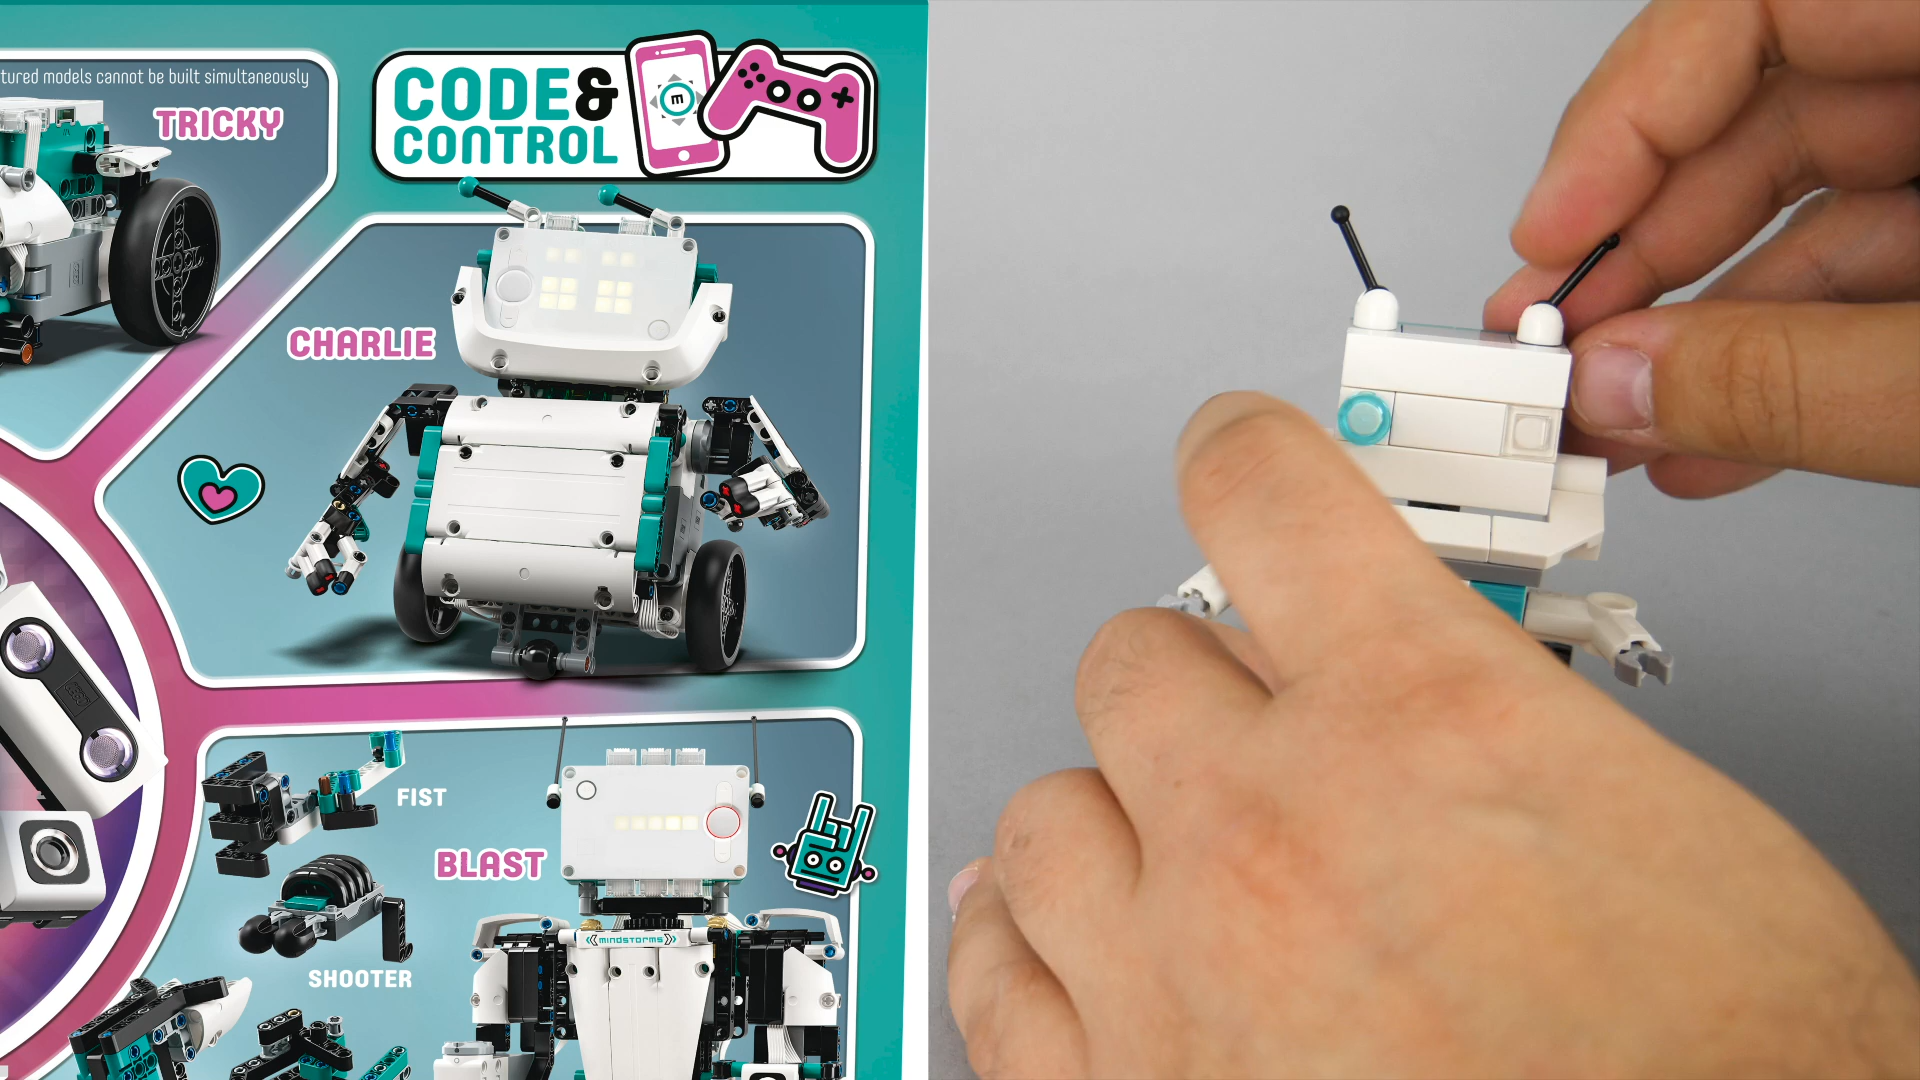 tured models cannot be built simultaneously
TRICKY
CODE&
CONTROL
m
CHARLIE
FIST
BLAST
SHOOTER
MINDSTORMS